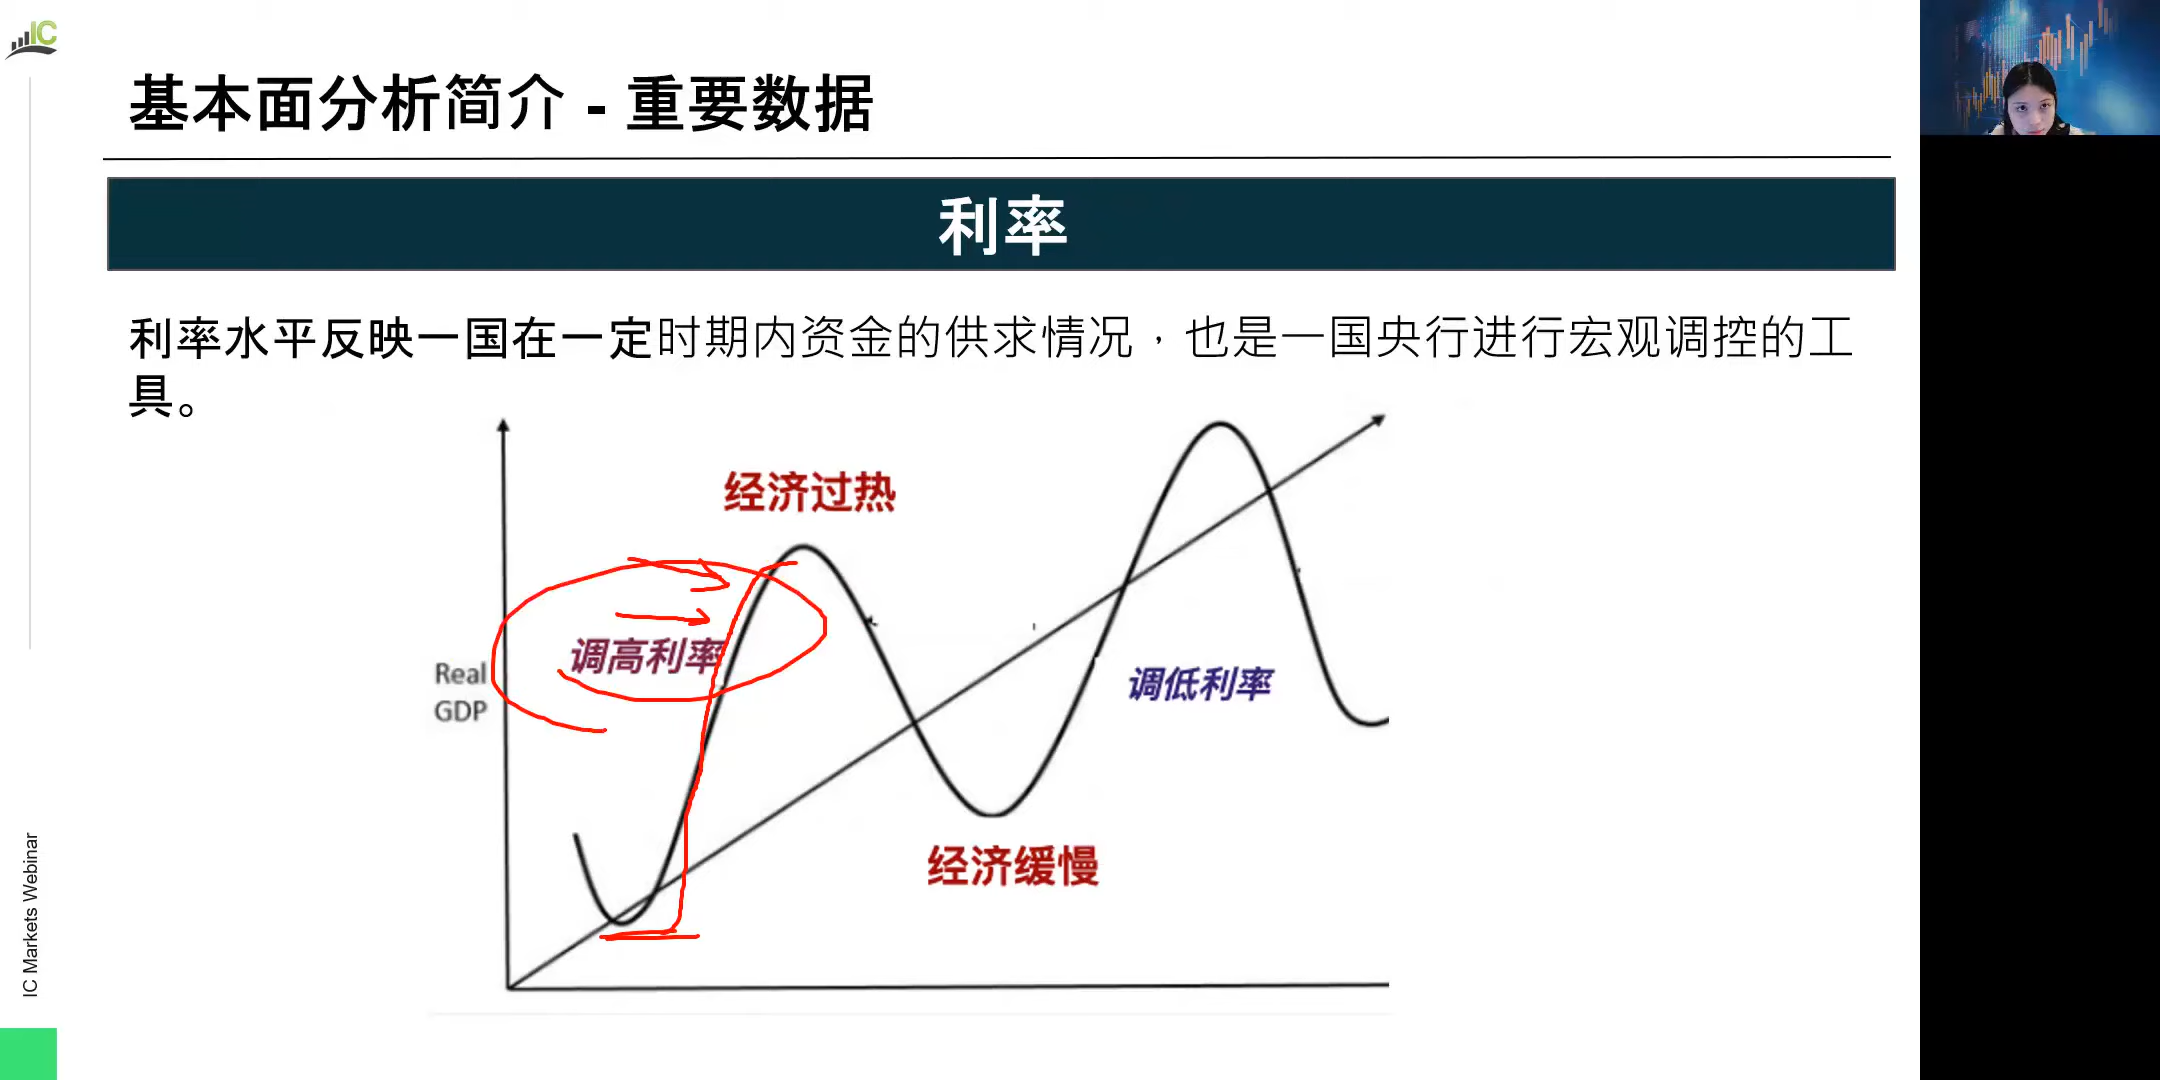 IC
基本面分析简介 - 重要数据
利率
利率水平反映一国在一定时期内资金的供求情况，也是一国央行进行宏观调控的工
具。
经济过热
调高利率
Real
GDP
调低利率
经济缓慢
IC Markets Webinar